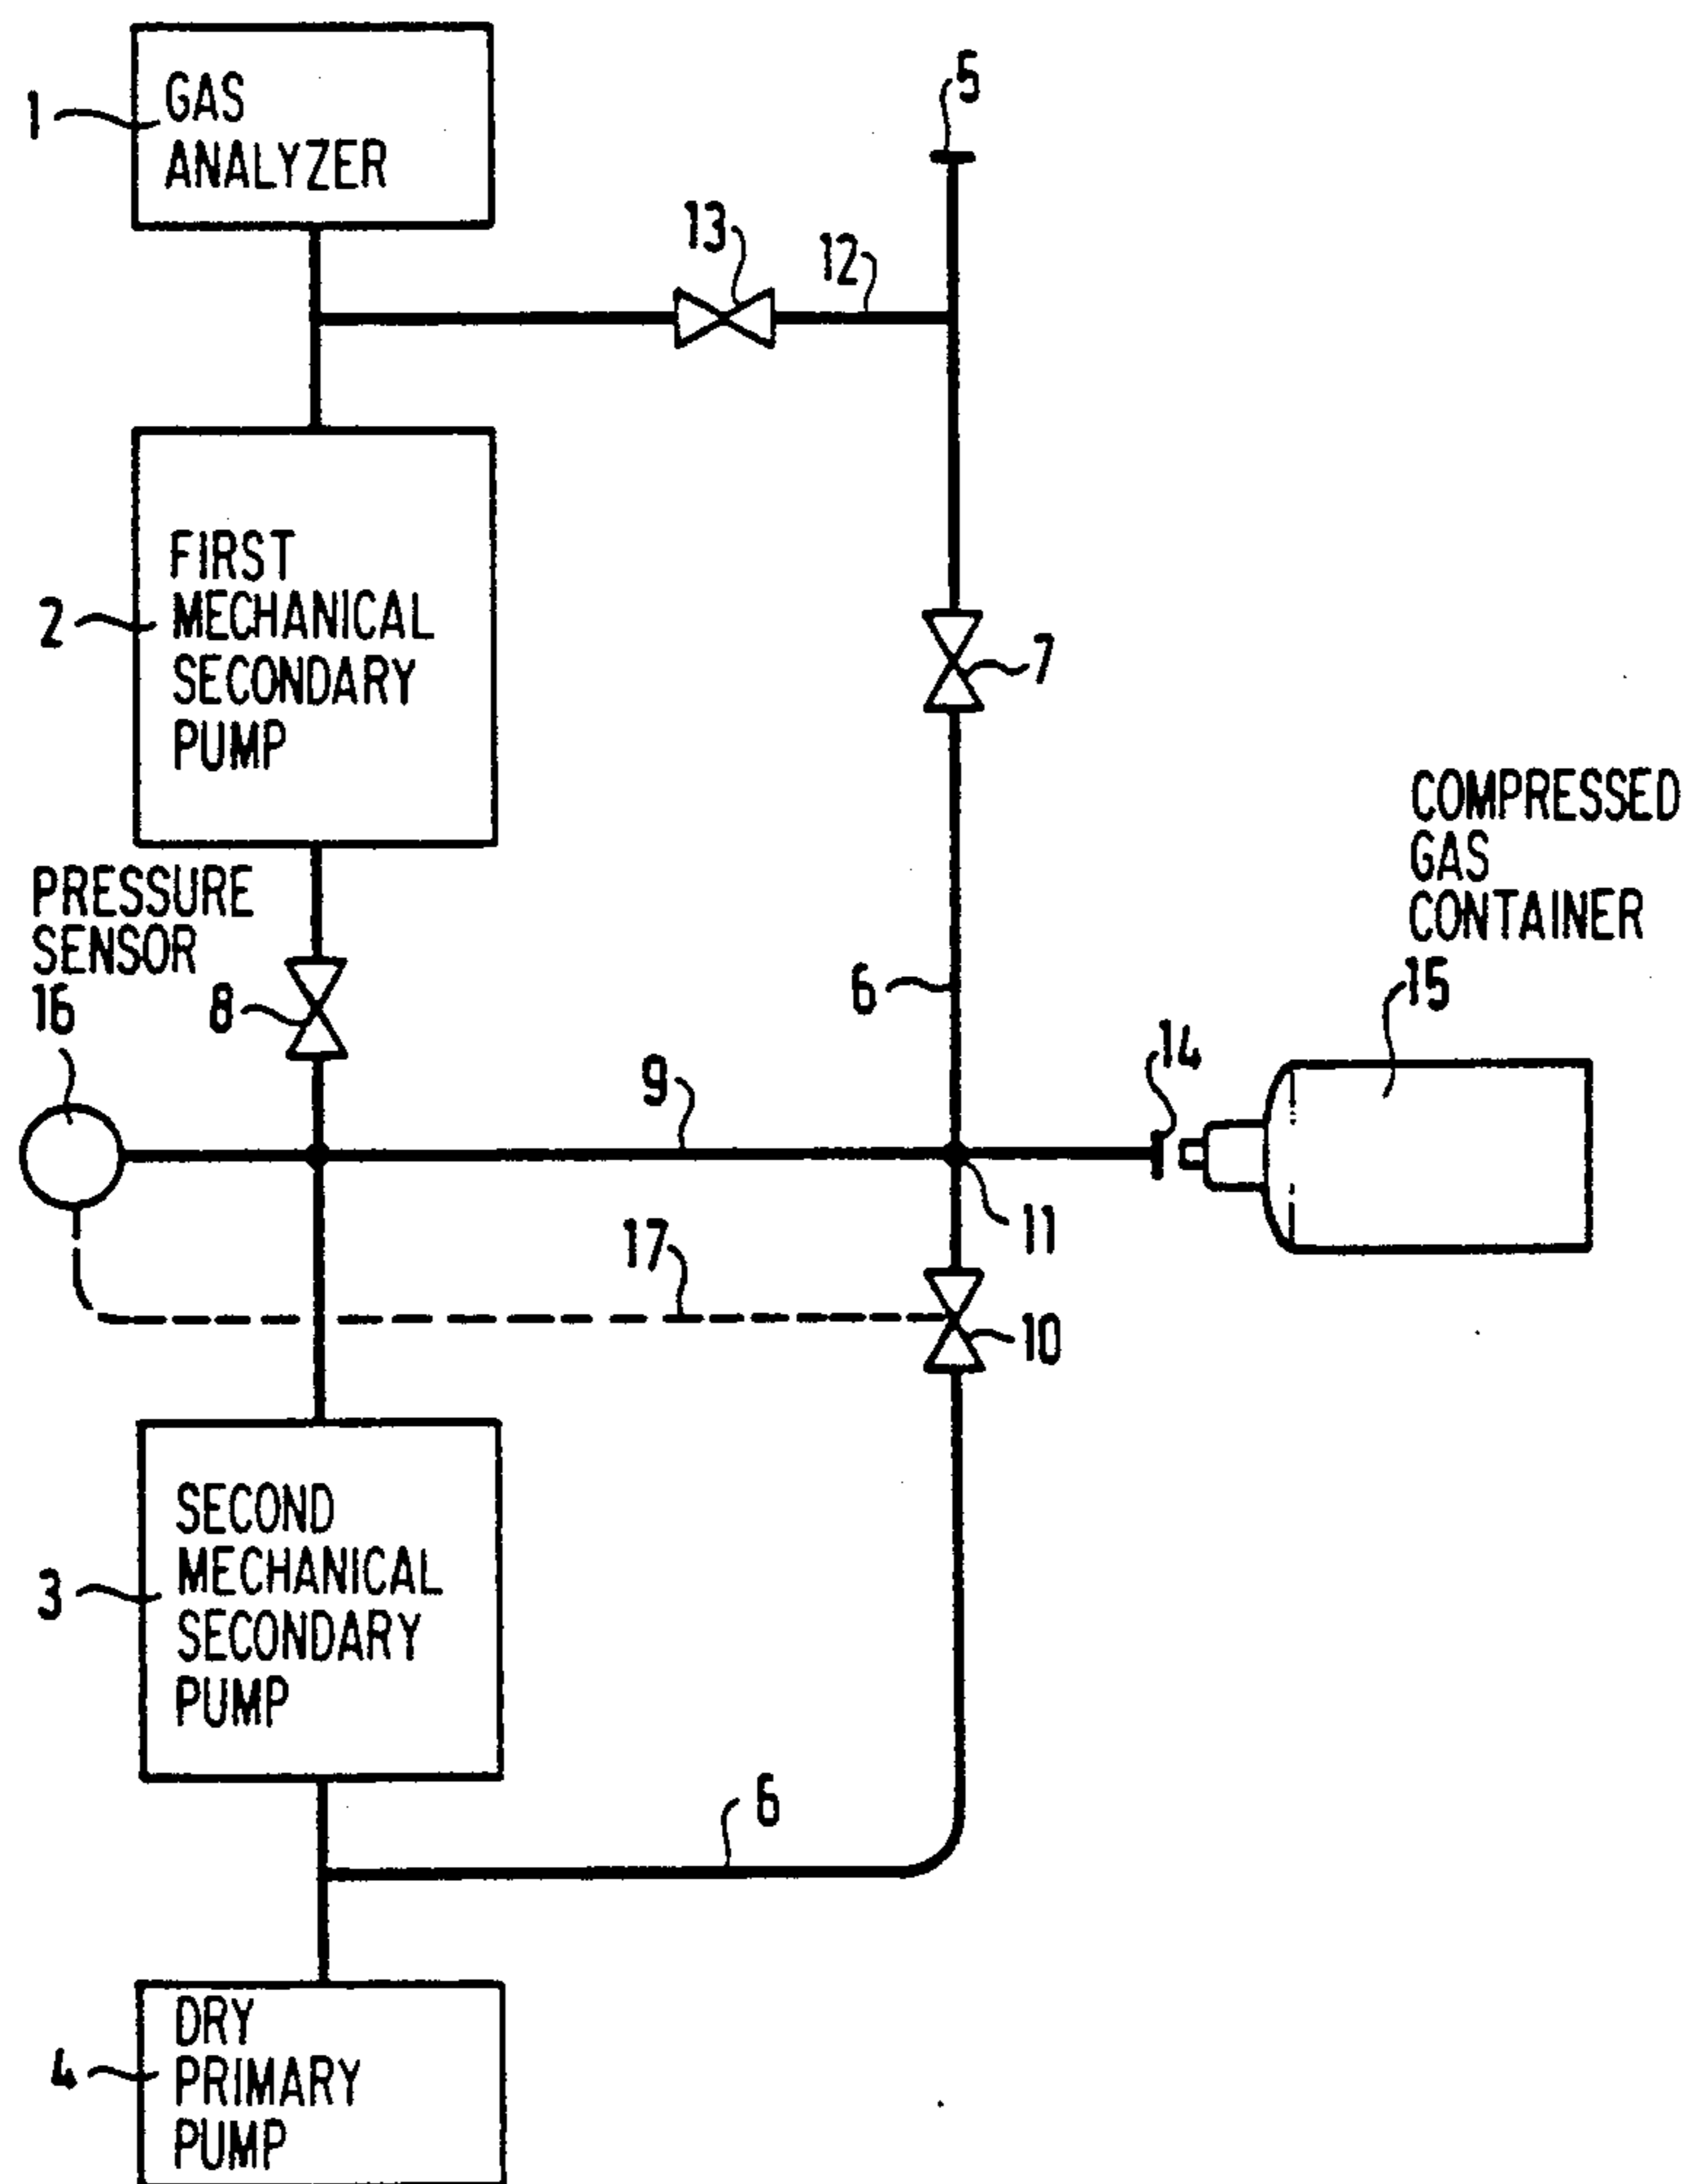 5
1
GAS
ANALYZER
13
12
FIRST
2
MECHANICAL
SECONDARY
PUMP
7
COMPRESSED
GAS
CONTAINER
15
PRESSURE
SENSOR
16
8
6
14
9
11
17
10
SECOND
MECHANICAL
3
SECONDARY
PUMP
6
DRY
4
PRIMARY
PUMP